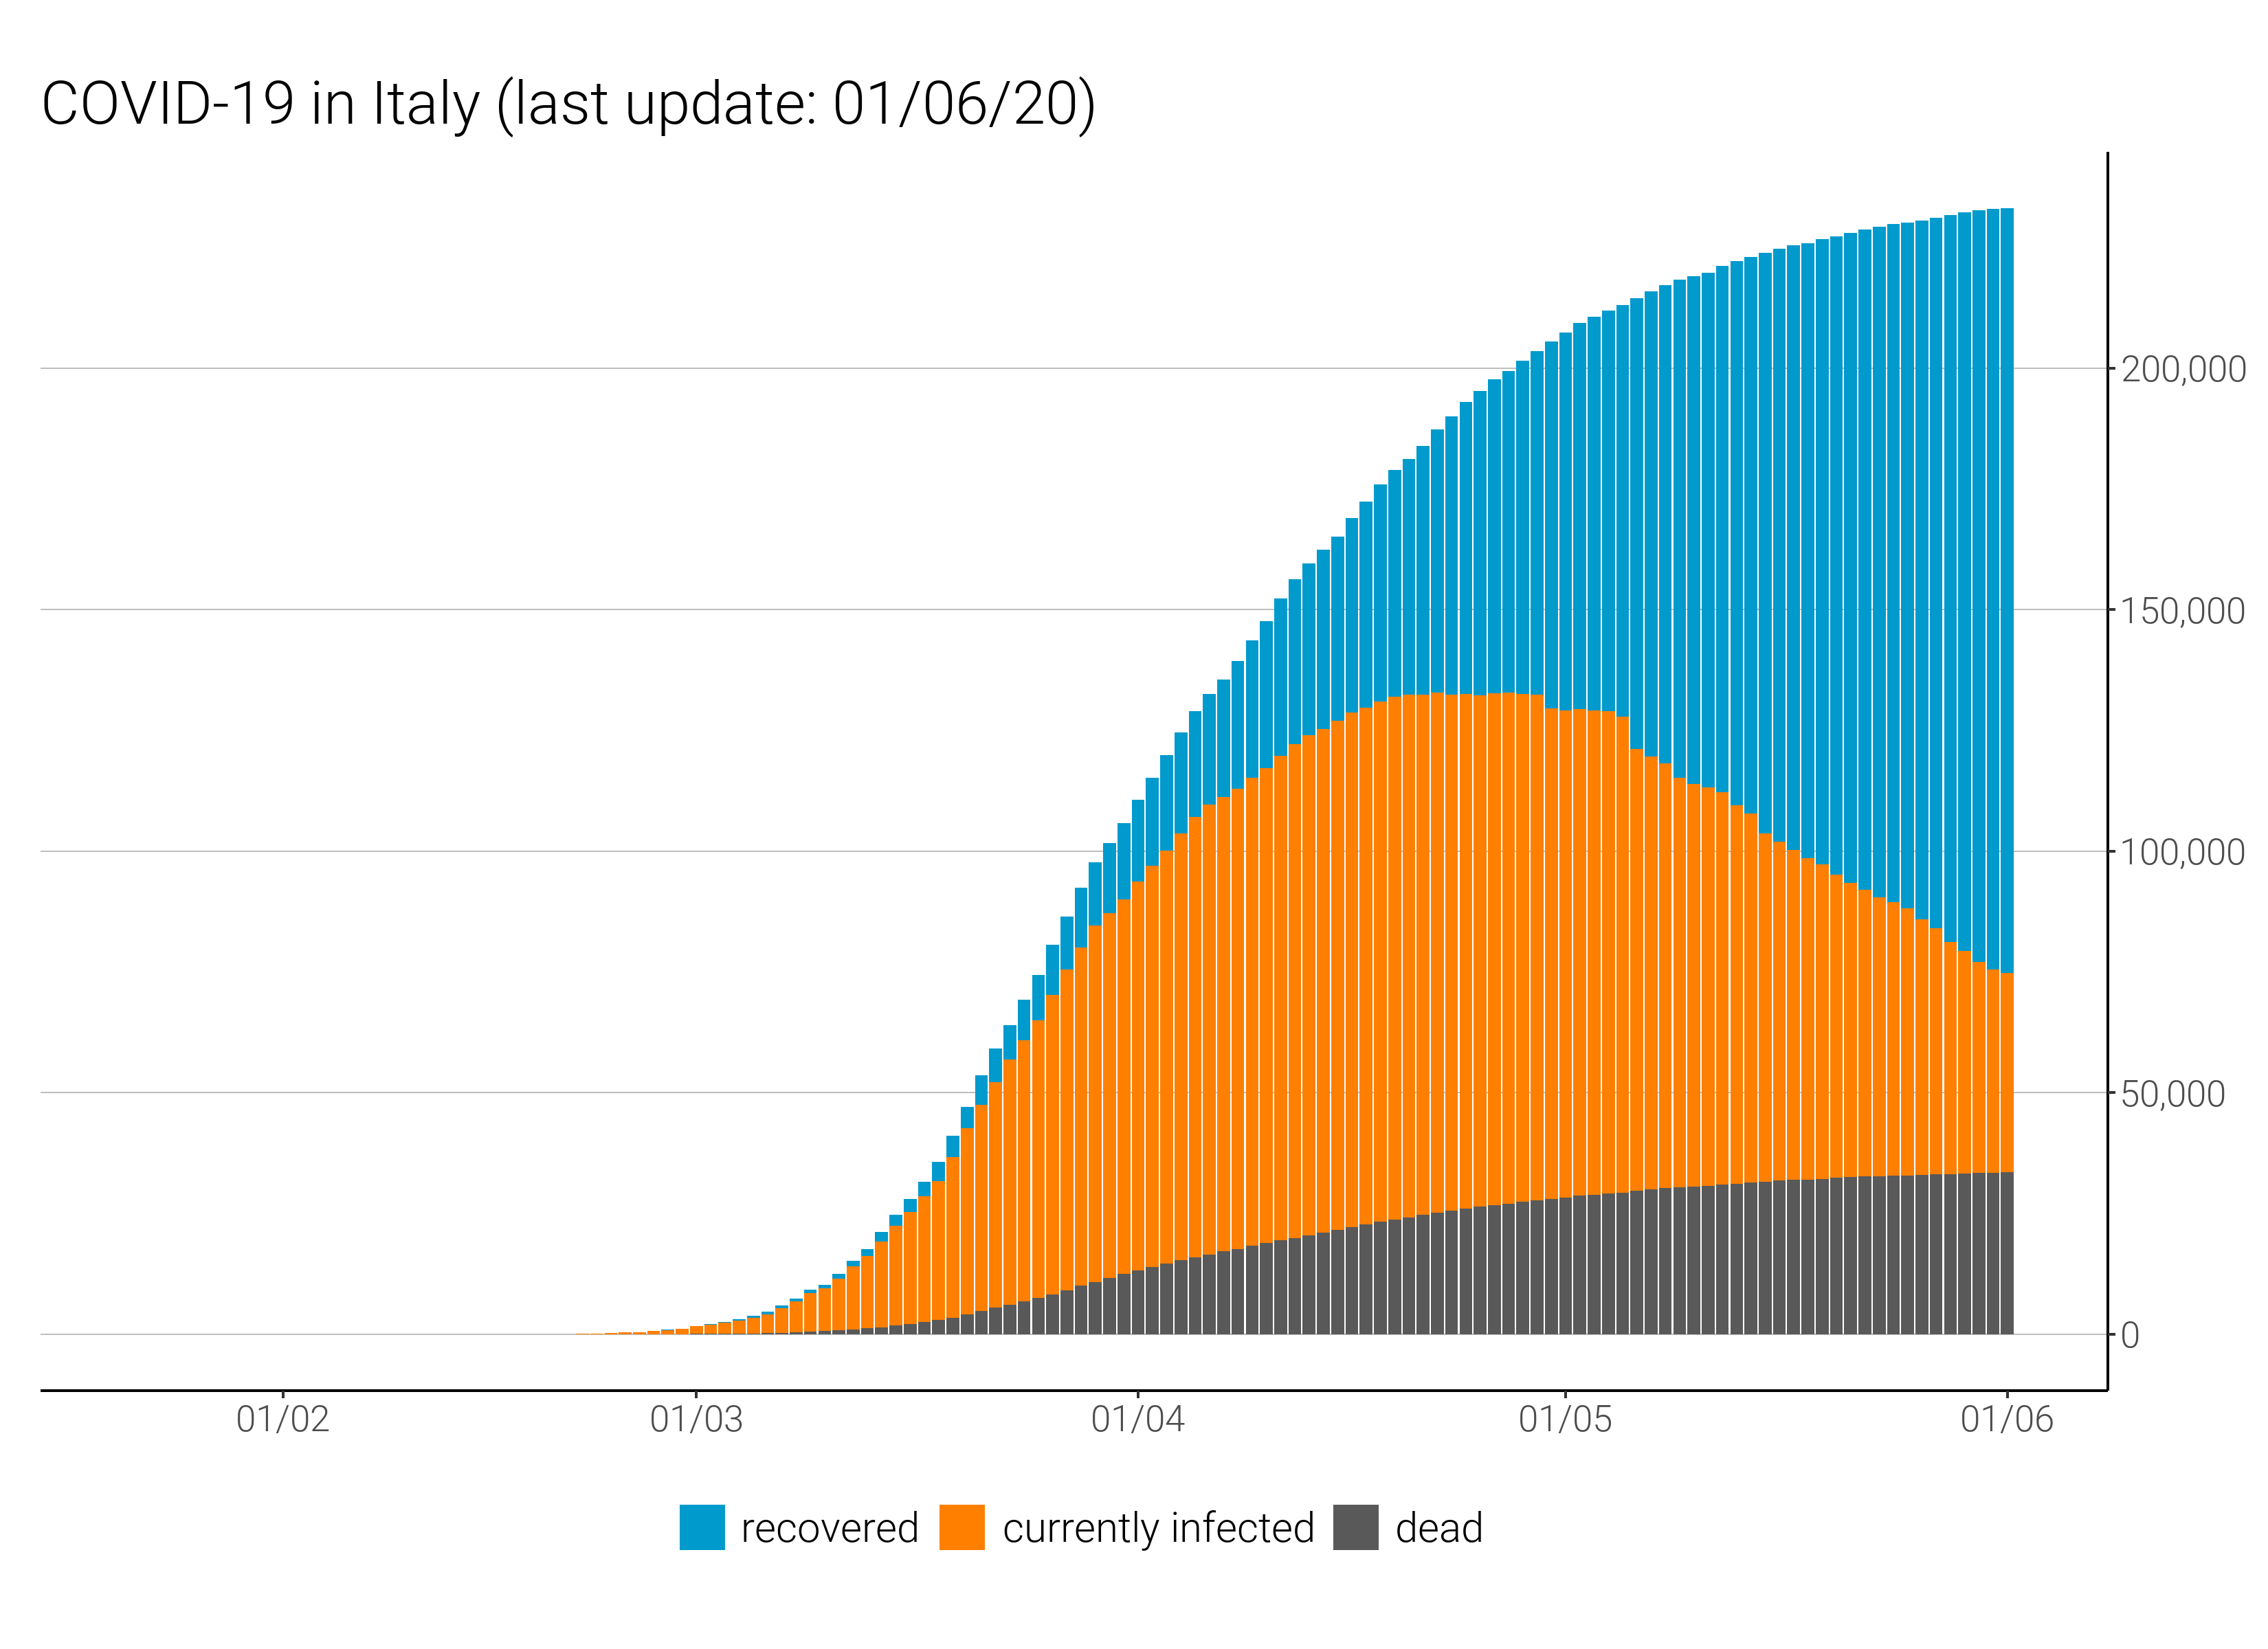 COVID-19 in Italy (last update: 01/06/20)
200,000
150,000
100,000
50,000
0
01/02 01/03 01/04 01/05 01/06
recovered currently infected dead